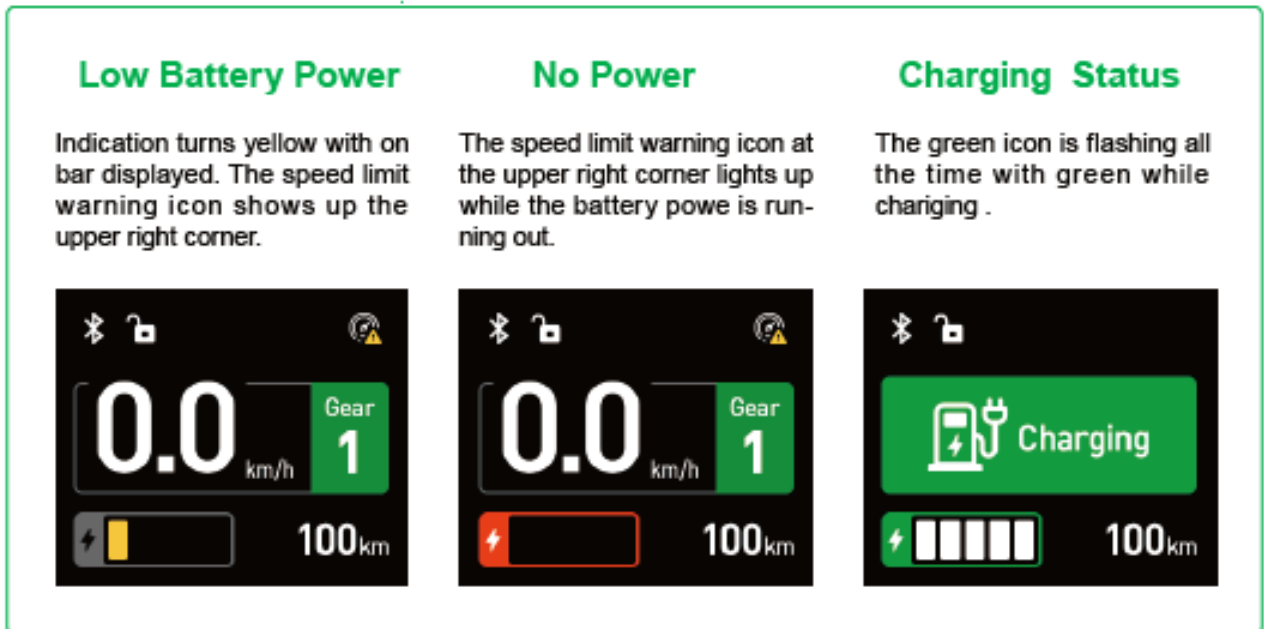 Low Battery Power
Indication turns yellow with on
bar displayed. The speed limit
warning icon shows up the
upper right corner.
No Power
The speed limit warning icon at
the upper right corner lights up
while the battery powe is run-
ning out.
Charging Status
The green icon is flashing all
the time with green while
chariging .
0.0
km/h
Gear
1
100km
0.0
km/h
Gear
1
100km
Charging
100km